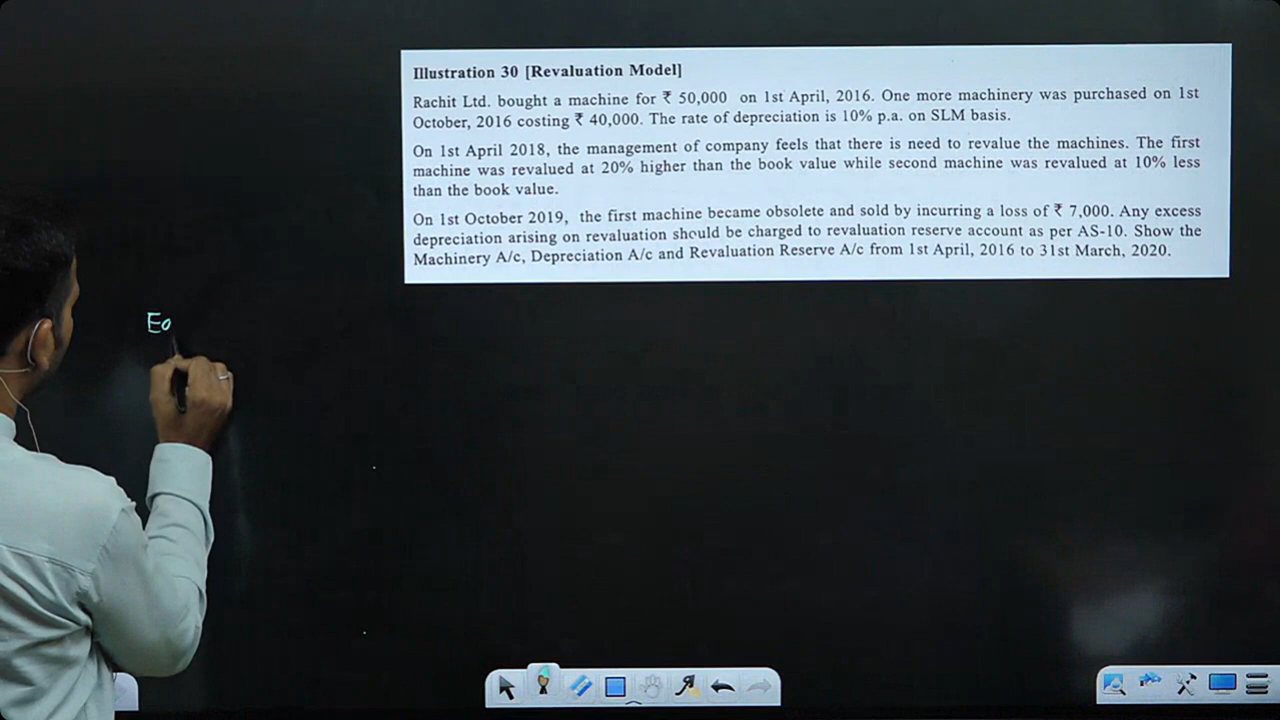 Illustration 30 [Revaluation Model]
Rachit Ltd. bought a machine for ₹ 50,000 on 1st April, 2016. One more machinery was purchased on 1st
October, 2016 costing ₹ 40,000. The rate of depreciation is 10% p.a. on SLM basis.
On 1st April 2018, the management of company feels that there is need to revalue the machines. The first
machine was revalued at 20% higher than the book value while second machine was revalued at 10% less
than the book value.
On 1st October 2019, the first machine became obsolete and sold by incurring a loss of ₹ 7,000. Any excess
depreciation arising on revaluation should be charged to revaluation reserve account as per AS-10. Show the
Machinery A/c, Depreciation A/c and Revaluation Reserve A/c from 1st April, 2016 to 31st March, 2020.
Eo